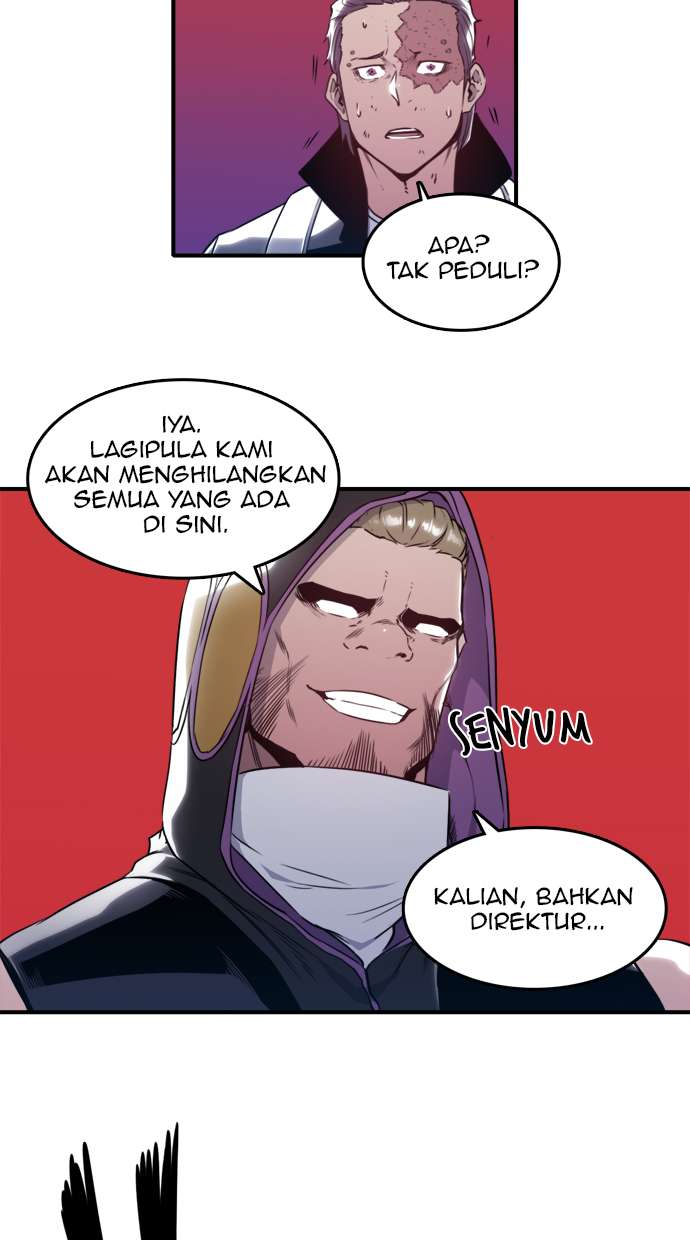 APA?
TAK PEDULI?
IYA.
LAGIPULA KAMI
AKAN MENGHILANGKAN
SEMUA YANG ADA
DI SINI.
SENYUM
KALIAN, BAHKAN
DIREKTUR...